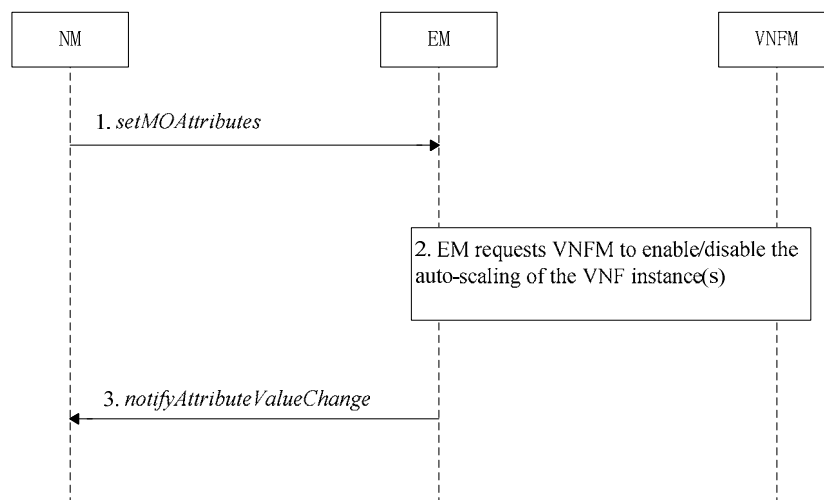 NM
EM
VNFM
1. setMOAttributes
2. EM requests VNFM to enable/disable the
auto-scaling of the VNF instance(s)
3. notifyAttributeValueChange